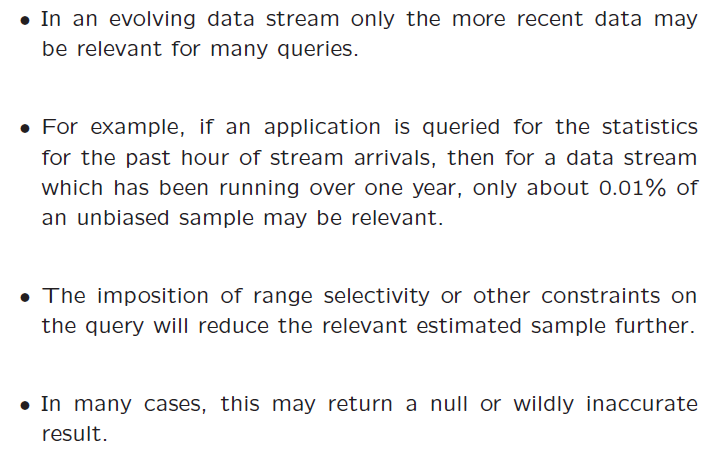 • In an evolving data stream only the more recent data may
be relevant for many queries.
• For example, if an application is queried for the statistics
for the past hour of stream arrivals, then for a data stream
which has been running over one year, only about 0.01% of
an unbiased sample may be relevant.
• The imposition of range selectivity or other constraints on
the query will reduce the relevant estimated sample further.
• In many cases, this may return a null or wildly inaccurate
result.